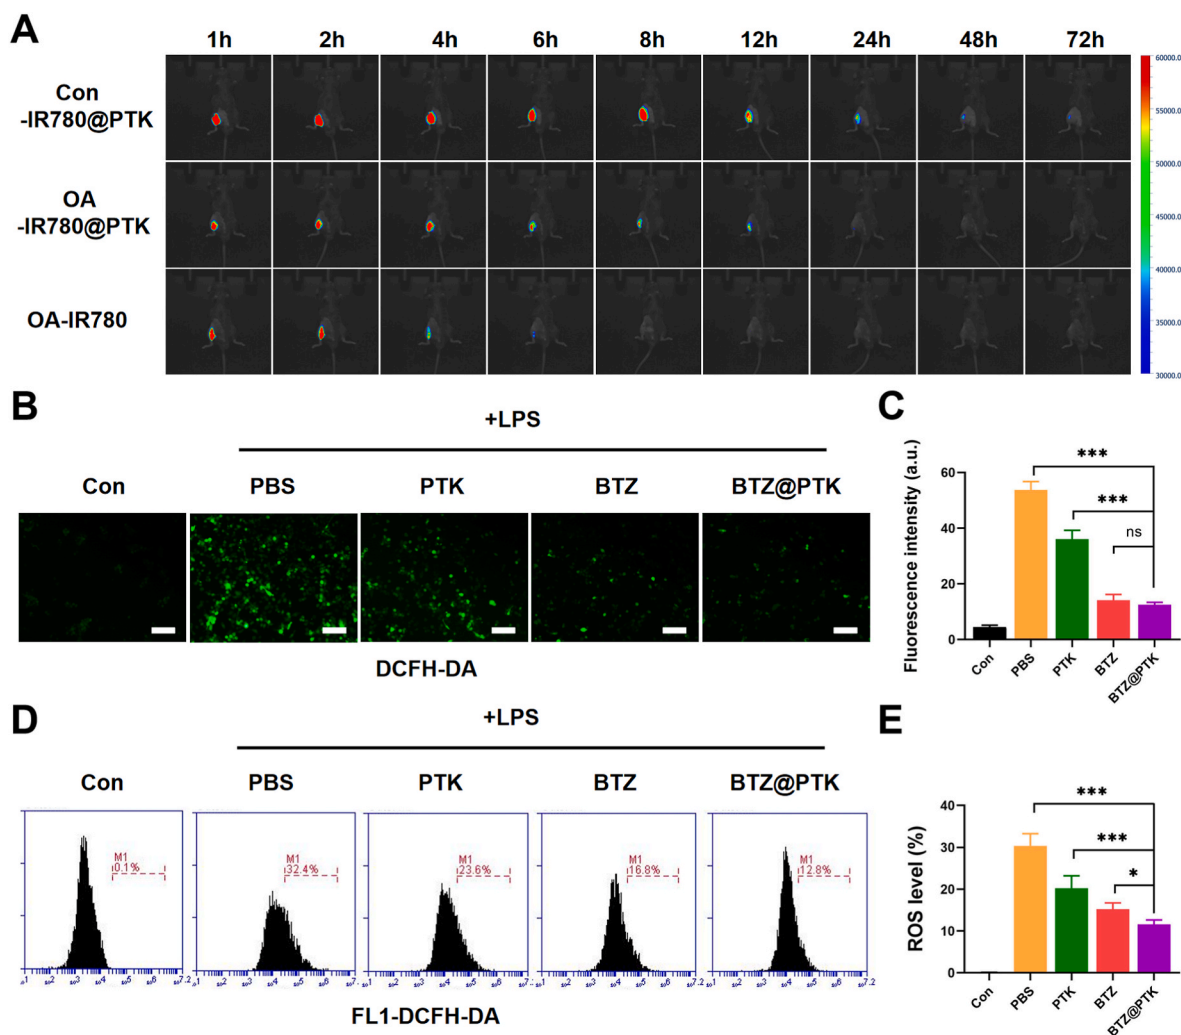 A
1h 2h 4h 6h 8h 12h 24h 48h 72h
Con
-IR780@PTK
OA
-IR780@PTK
OA-IR780
60000.0
55000.0
50000.0
45000.0
40000.0
35000.0
30000.0
B
+LPS
Con PBS PTK BTZ BTZ@PTK
DCFH-DA
C
Fluorescence intensity (a.u.)
60
40
20
0
***
***
ns
Con PBS PTK BTZ BTZ@PTK
D
+LPS
Con PBS PTK BTZ BTZ@PTK
M1
0.1%
M1
32.4%
M1
23.6%
M1
16.8%
M1
12.8%
FL1-DCFH-DA
E
ROS level (%)
40
30
20
10
0
***
***
*
Con PBS PTK BTZ BTZ@PTK